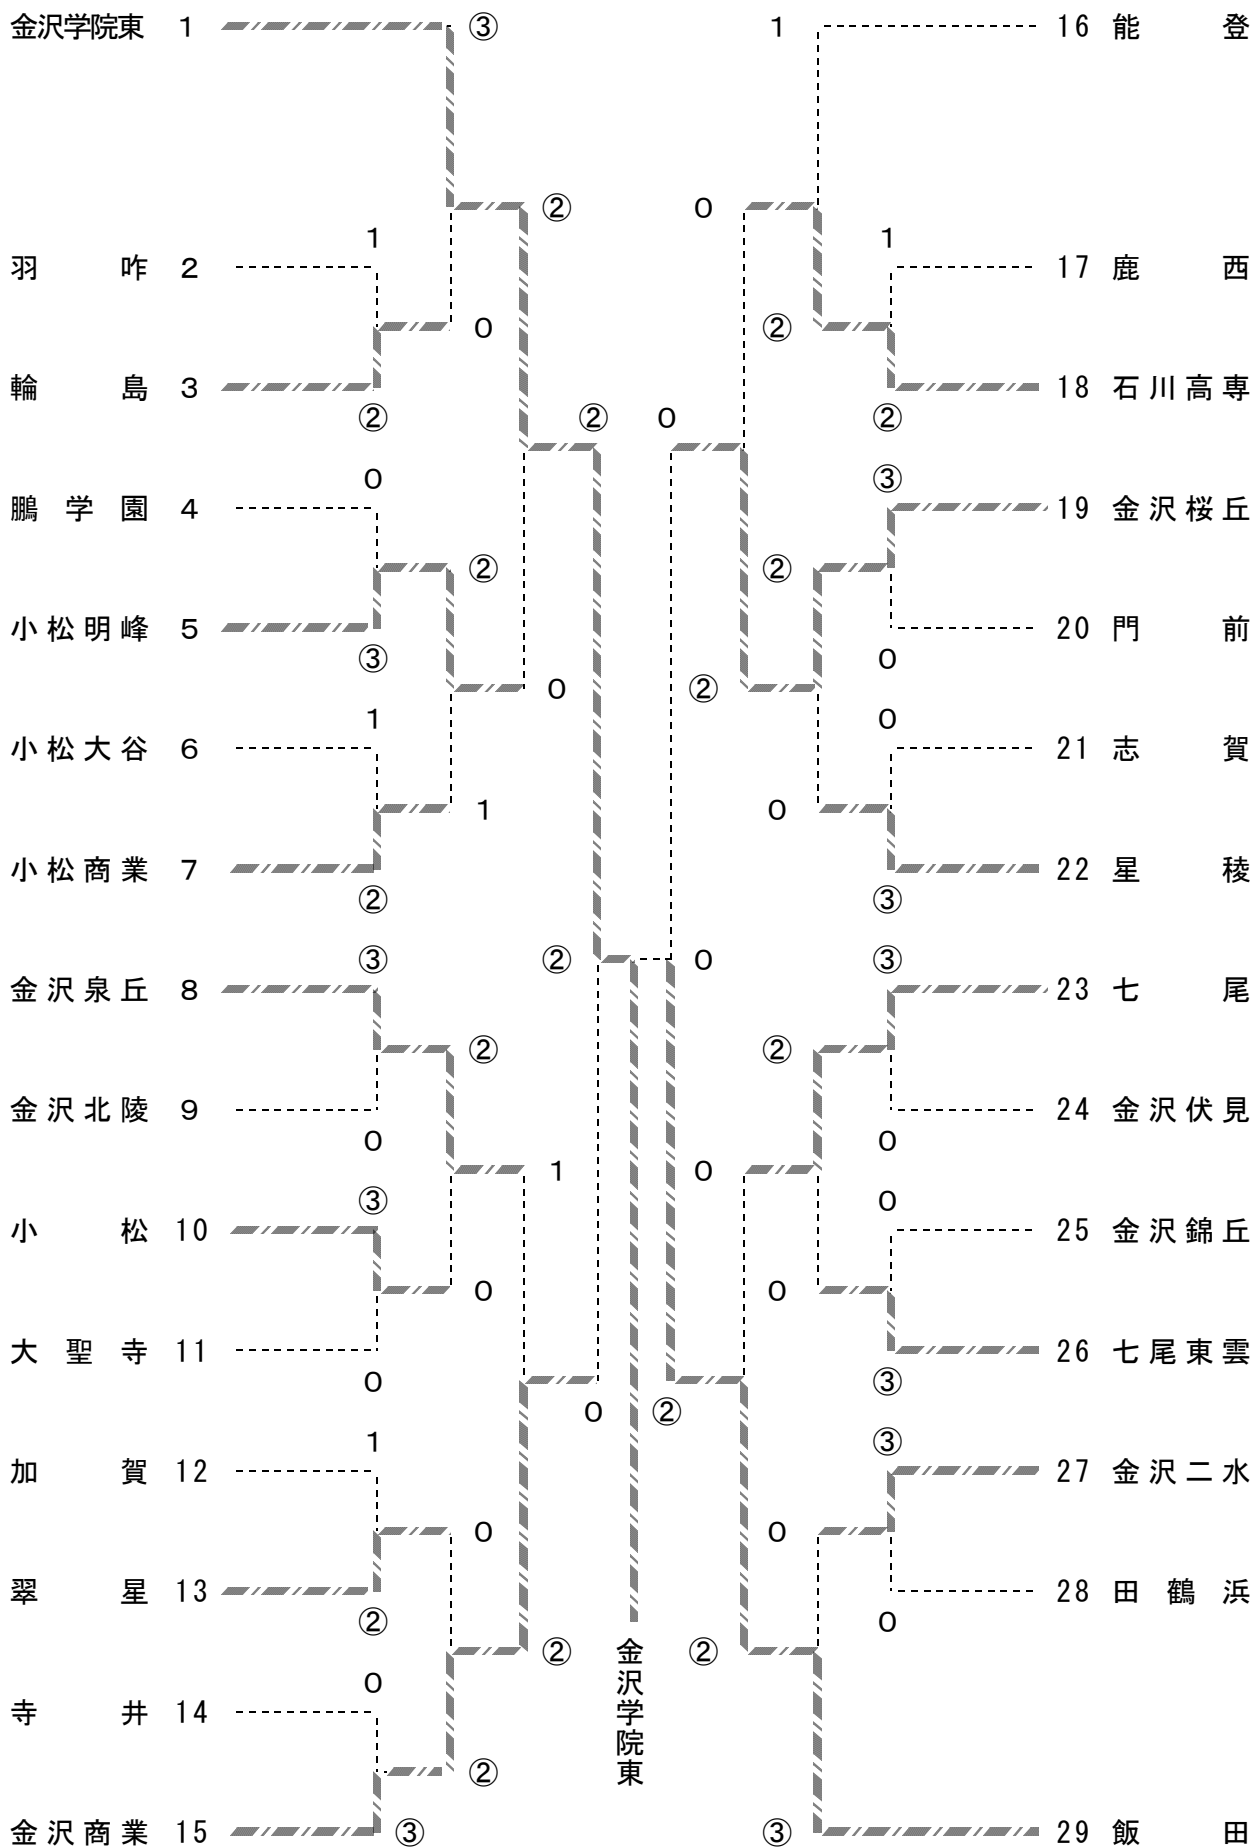 金沢学院東 1 ③ 1 16 能登
② 0
1 1
羽咋 2 17 鹿西
0 ②
輪島 3 18 石川高専
② ② 0 ②
0 ③
鵬学園 4 19 金沢桜丘
② ②
小松明峰 5 20 門前
③ 0
0 ②
1 0
小松大谷 6 21 志賀
1 0
小松商業 7 22 星稜
② ③
③ ② 0 ③
金沢泉丘 8 23 七尾
② ②
金沢北陵 9 24 金沢伏見
0 0
1 0
③ 0
小松 10 25 金沢錦丘
0 0
大聖寺 11 26 七尾東雲
0 ③
0 ②
1 ③
加賀 12 27 金沢二水
0 0
翠星 13 28 田鶴浜
② 0
② ②
金沢学院東
0
寺井 14
②
金沢商業 15 ③ ③ 29 飯田